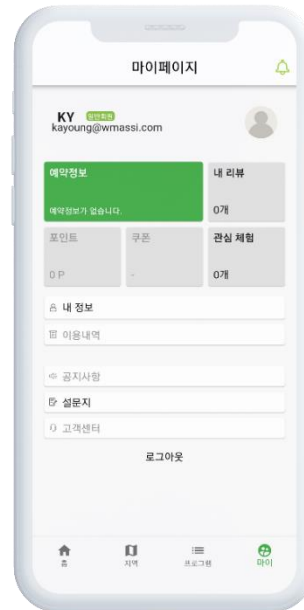 마이페이지
KY 일반회원
kayoung@wmassi.com
예약정보
예약정보가 없습니다.
내 리뷰
0개
포인트
0 P
쿠폰
-
관심 체험
0개
내 정보
이용내역
공지사항
설문지
고객센터
로그아웃
홈
지역
프로그램
마이